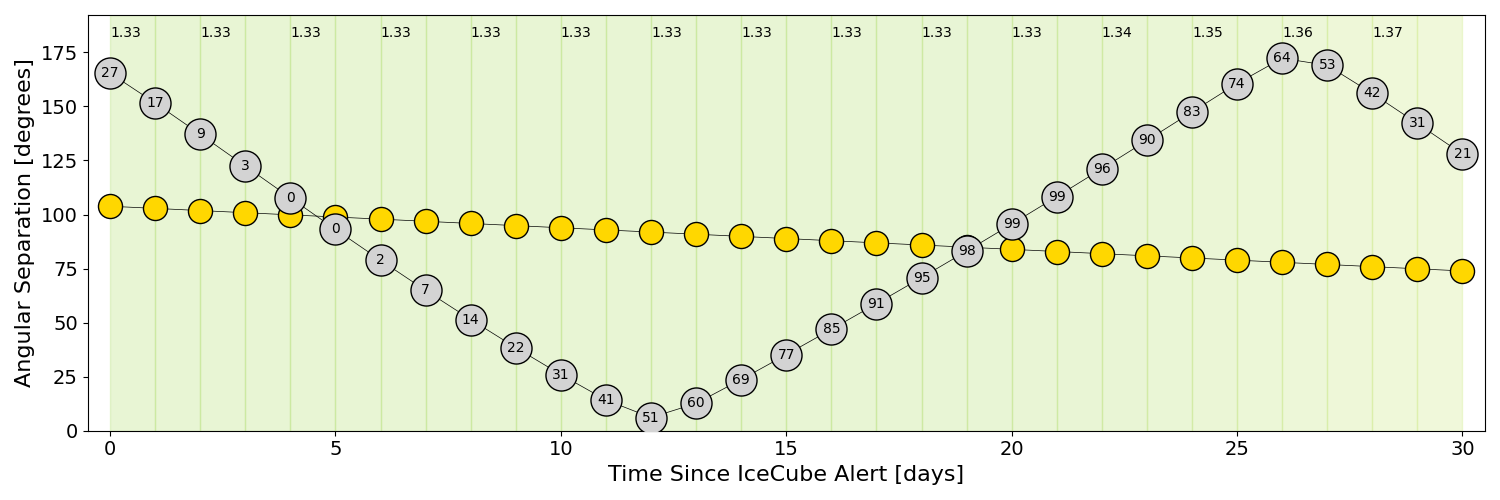 1.33 1.33 1.33 1.33 1.33 1.33 1.33 1.33 1.33 1.33 1.33 1.34 1.35 1.36 1.37
Angular Separation [degrees]
175
150
125
100
75
50
25
0
27 17 9 3 0 0 2 7 14 22 31 41 51 60 69 77 85 91 95 98 99 99 96 90 83 74 64 53 42 31 21
0 5 10 15 20 25 30
Time Since IceCube Alert [days]